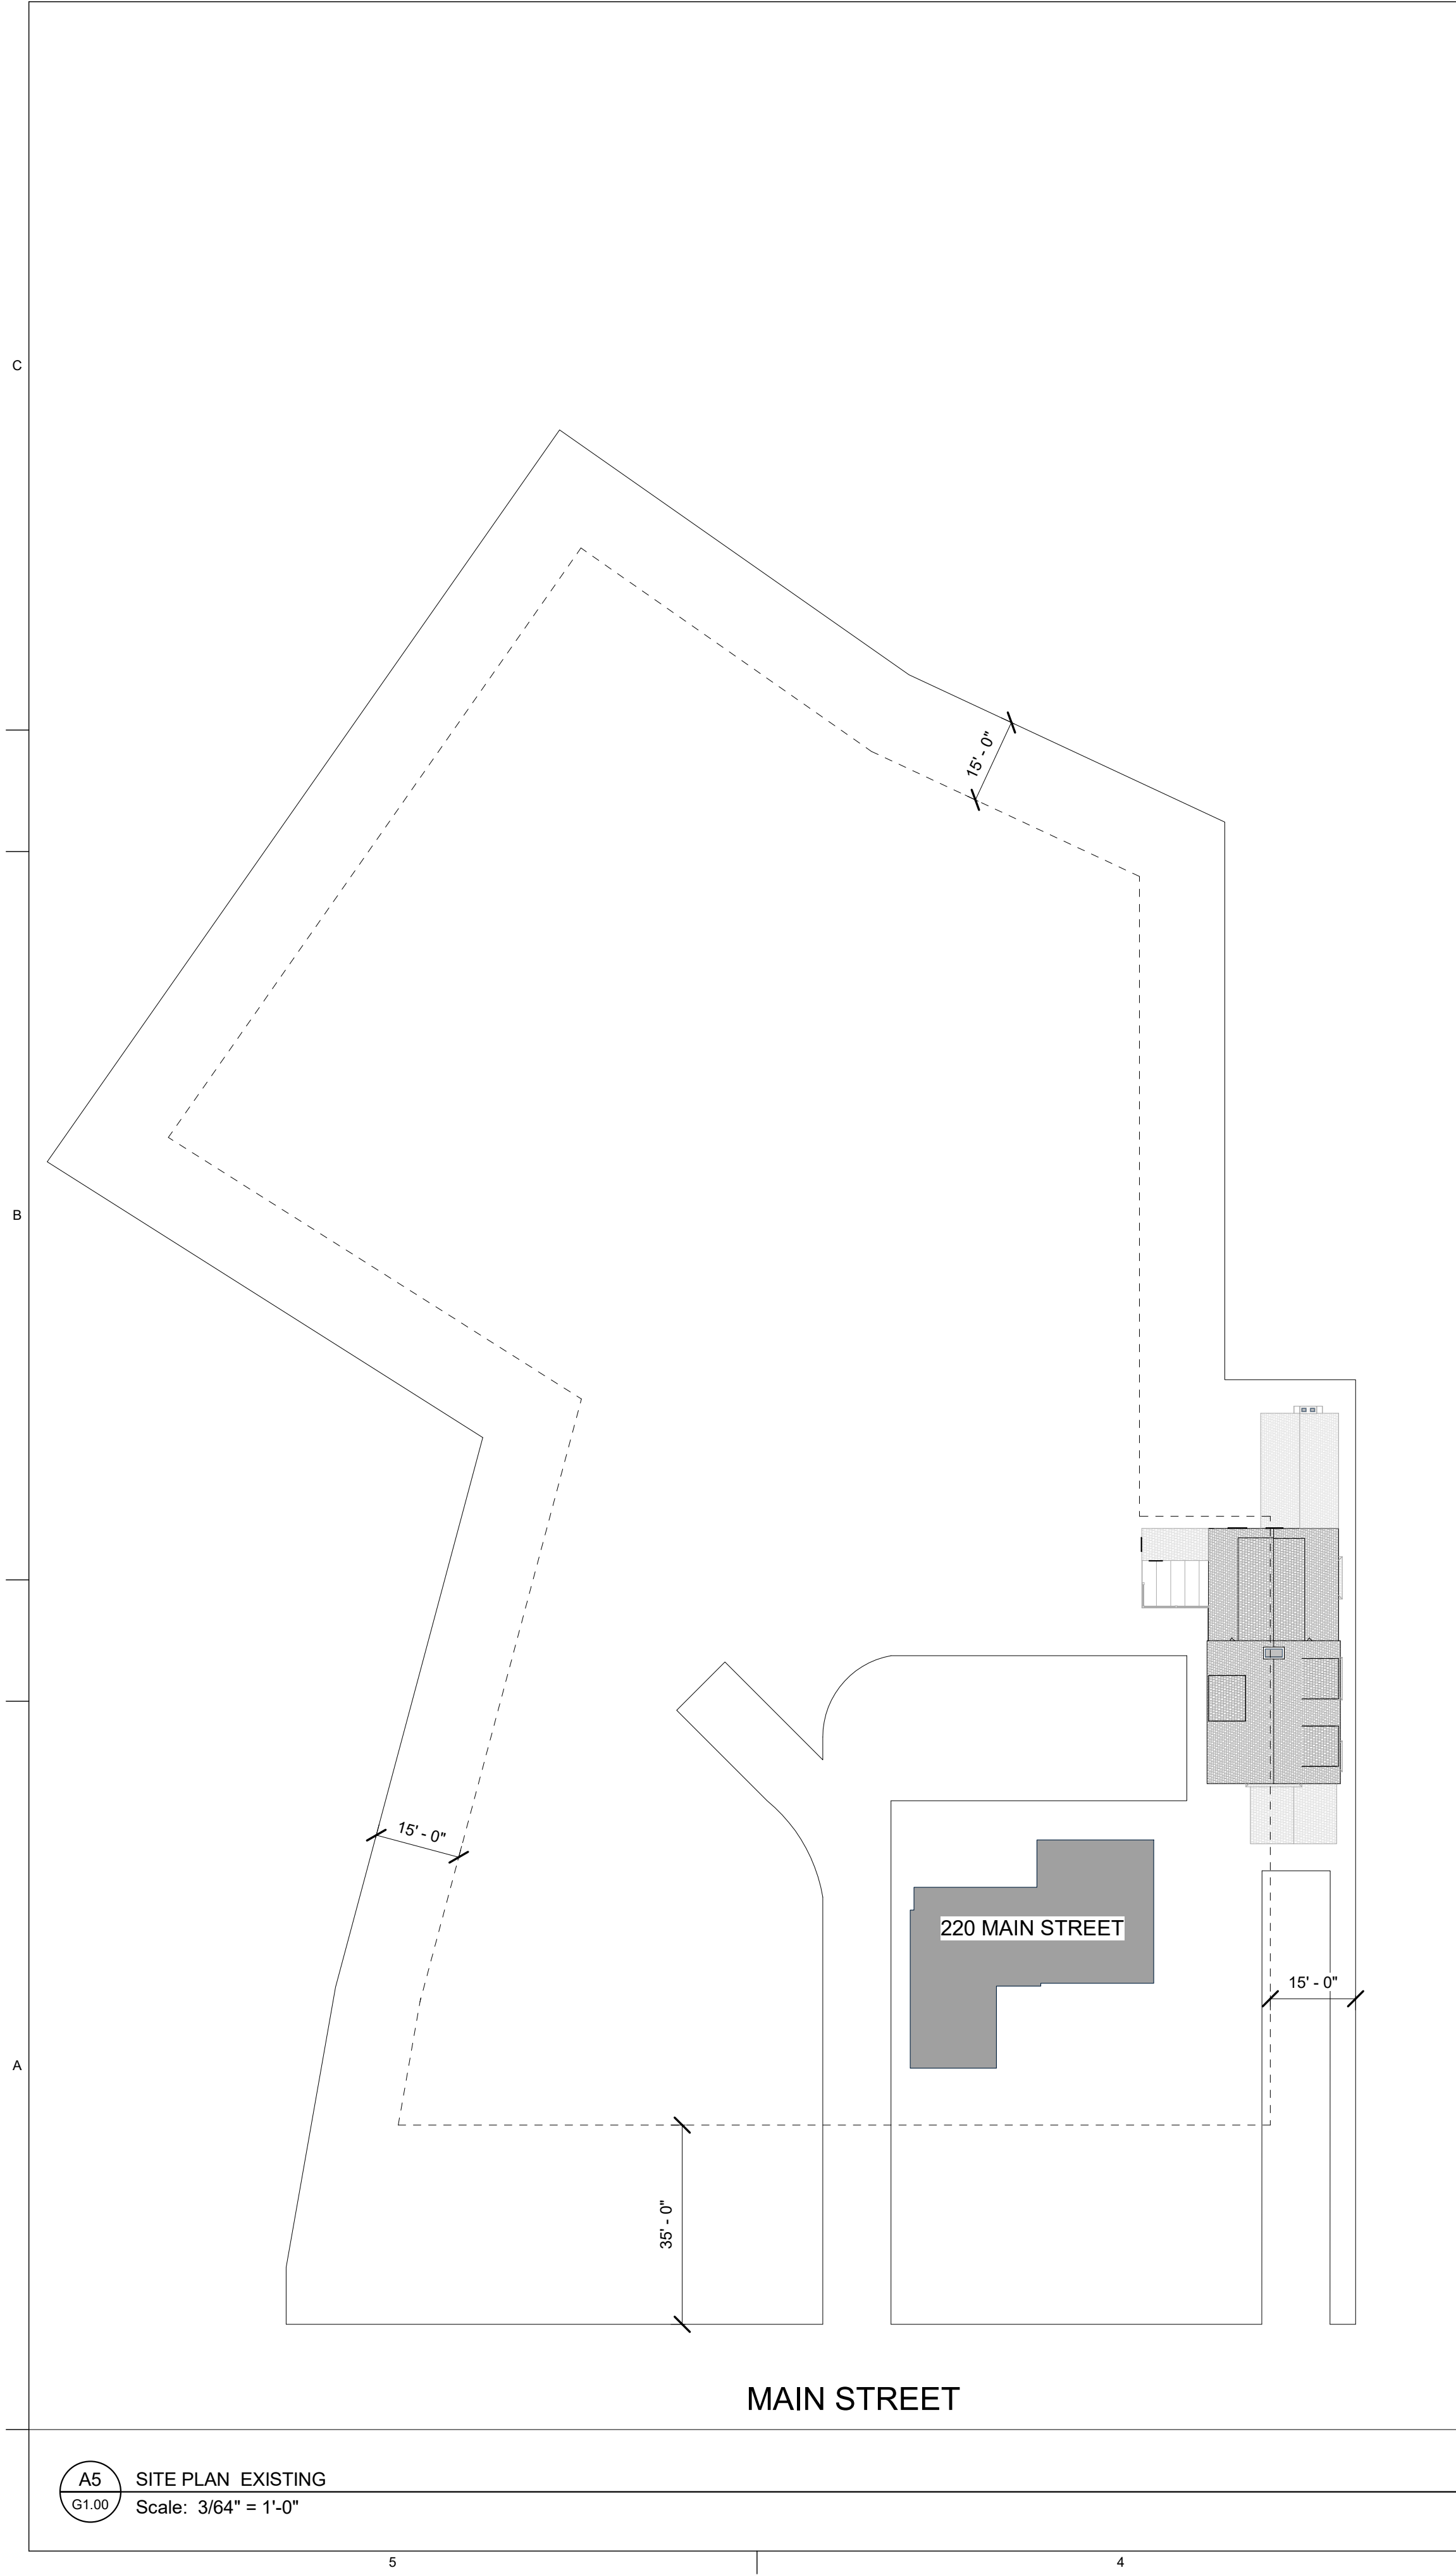 C
15' - 0"
B
15' - 0"
220 MAIN STREET
15' - 0"
A
35' - 0"
MAIN STREET
A5
SITE PLAN  EXISTING
G1.00
Scale:  3/64" = 1'-0"
5
4